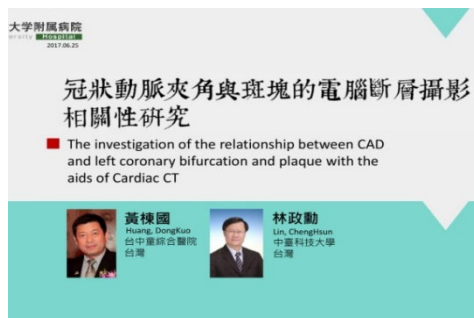 大学附属病院
Hospital
2017.06.25
冠狀動脈夾角與斑塊的電腦斷層攝影
相關性研究
The investigation of the relationship between CAD
and left coronary bifurcation and plaque with the
aids of Cardiac CT
黃棟國
Huang, DongKuo
台中童綜合醫院
台灣
林政勳
Lin, ChengHsun
中臺科技大學
台灣